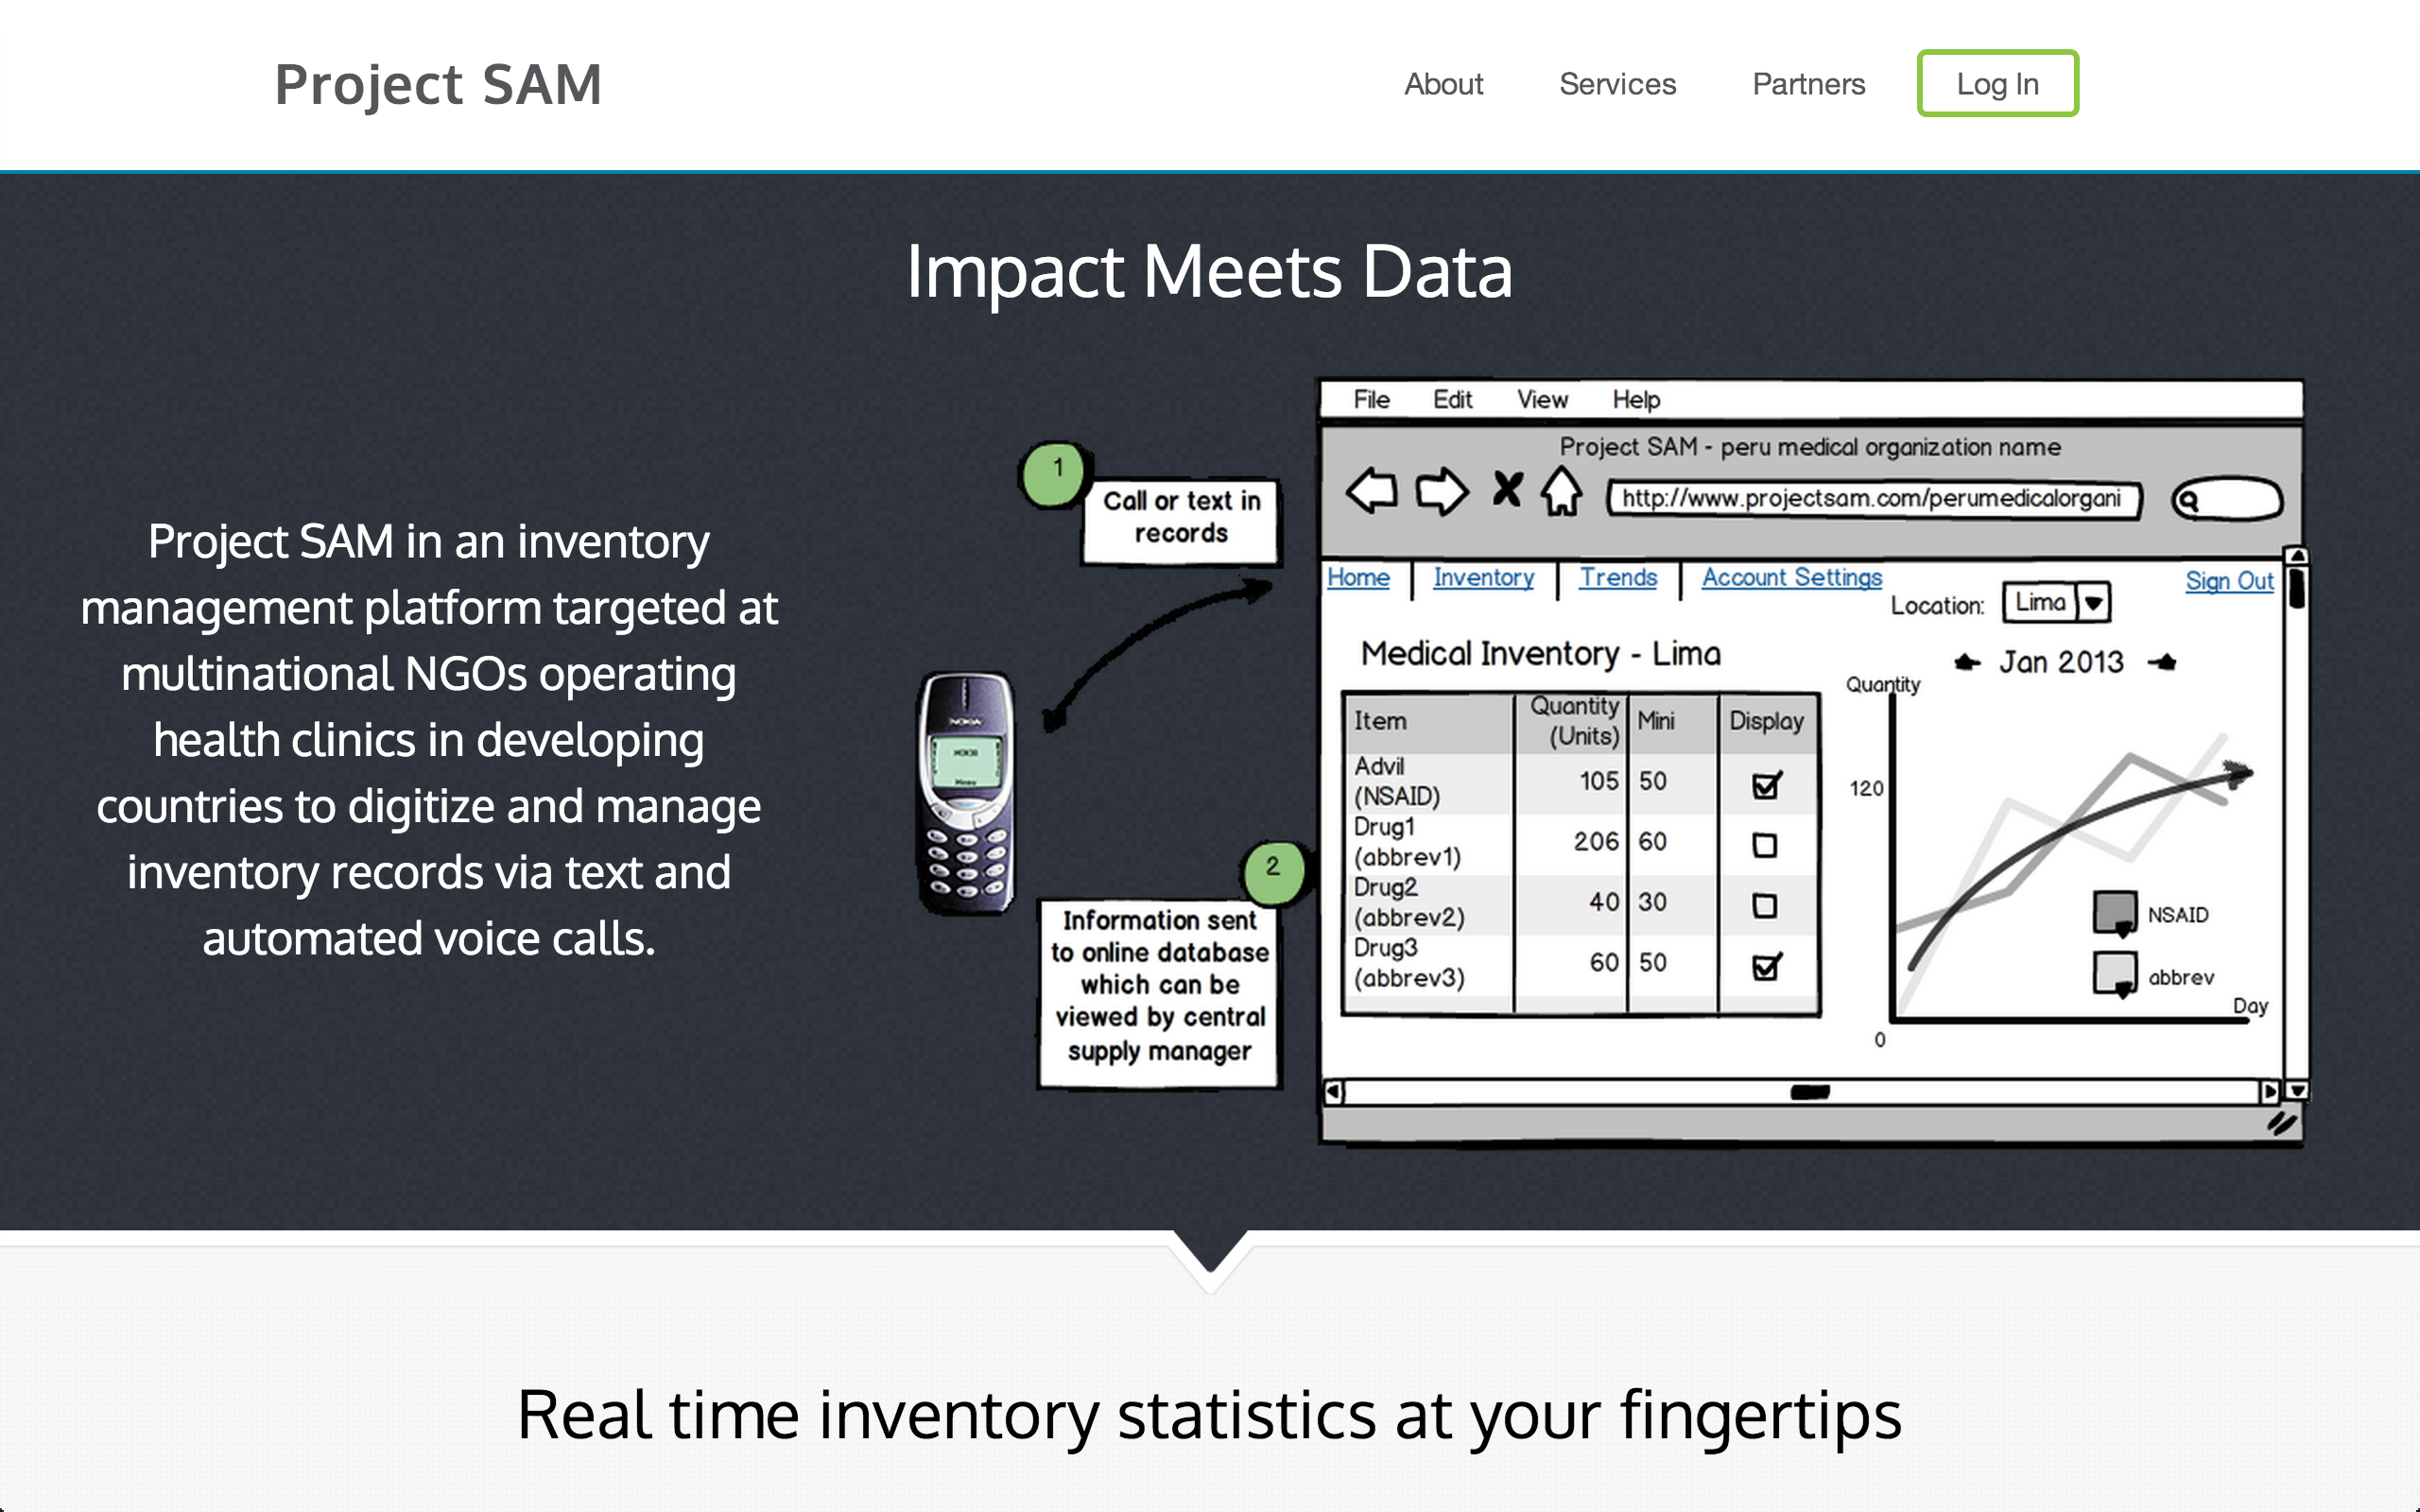 Project SAM
About Services Partners Log In
Impact Meets Data
Project SAM in an inventory
management platform targeted at
multinational NGOs operating
health clinics in developing
countries to digitize and manage
inventory records via text and
automated voice calls.
1
Call or text in
records
NOKIA
Menu
2
Information sent
to online database
which can be
viewed by central
supply manager
File Edit View Help
Project SAM - peru medical organization name
http://www.projectsam.com/perumedicalorgani
Home Inventory Trends Account Settings
Location: Lima
Sign Out
Medical Inventory - Lima
Item Quantity (Units) Mini Display
Advil (NSAID) 105 50
Drug1 (abbrev1) 206 60
Drug2 (abbrev2) 40 30
Drug3 (abbrev3) 60 50
Jan 2013
Quantity
120
NSAID
abbrev
Day
0
Real time inventory statistics at your fingertips